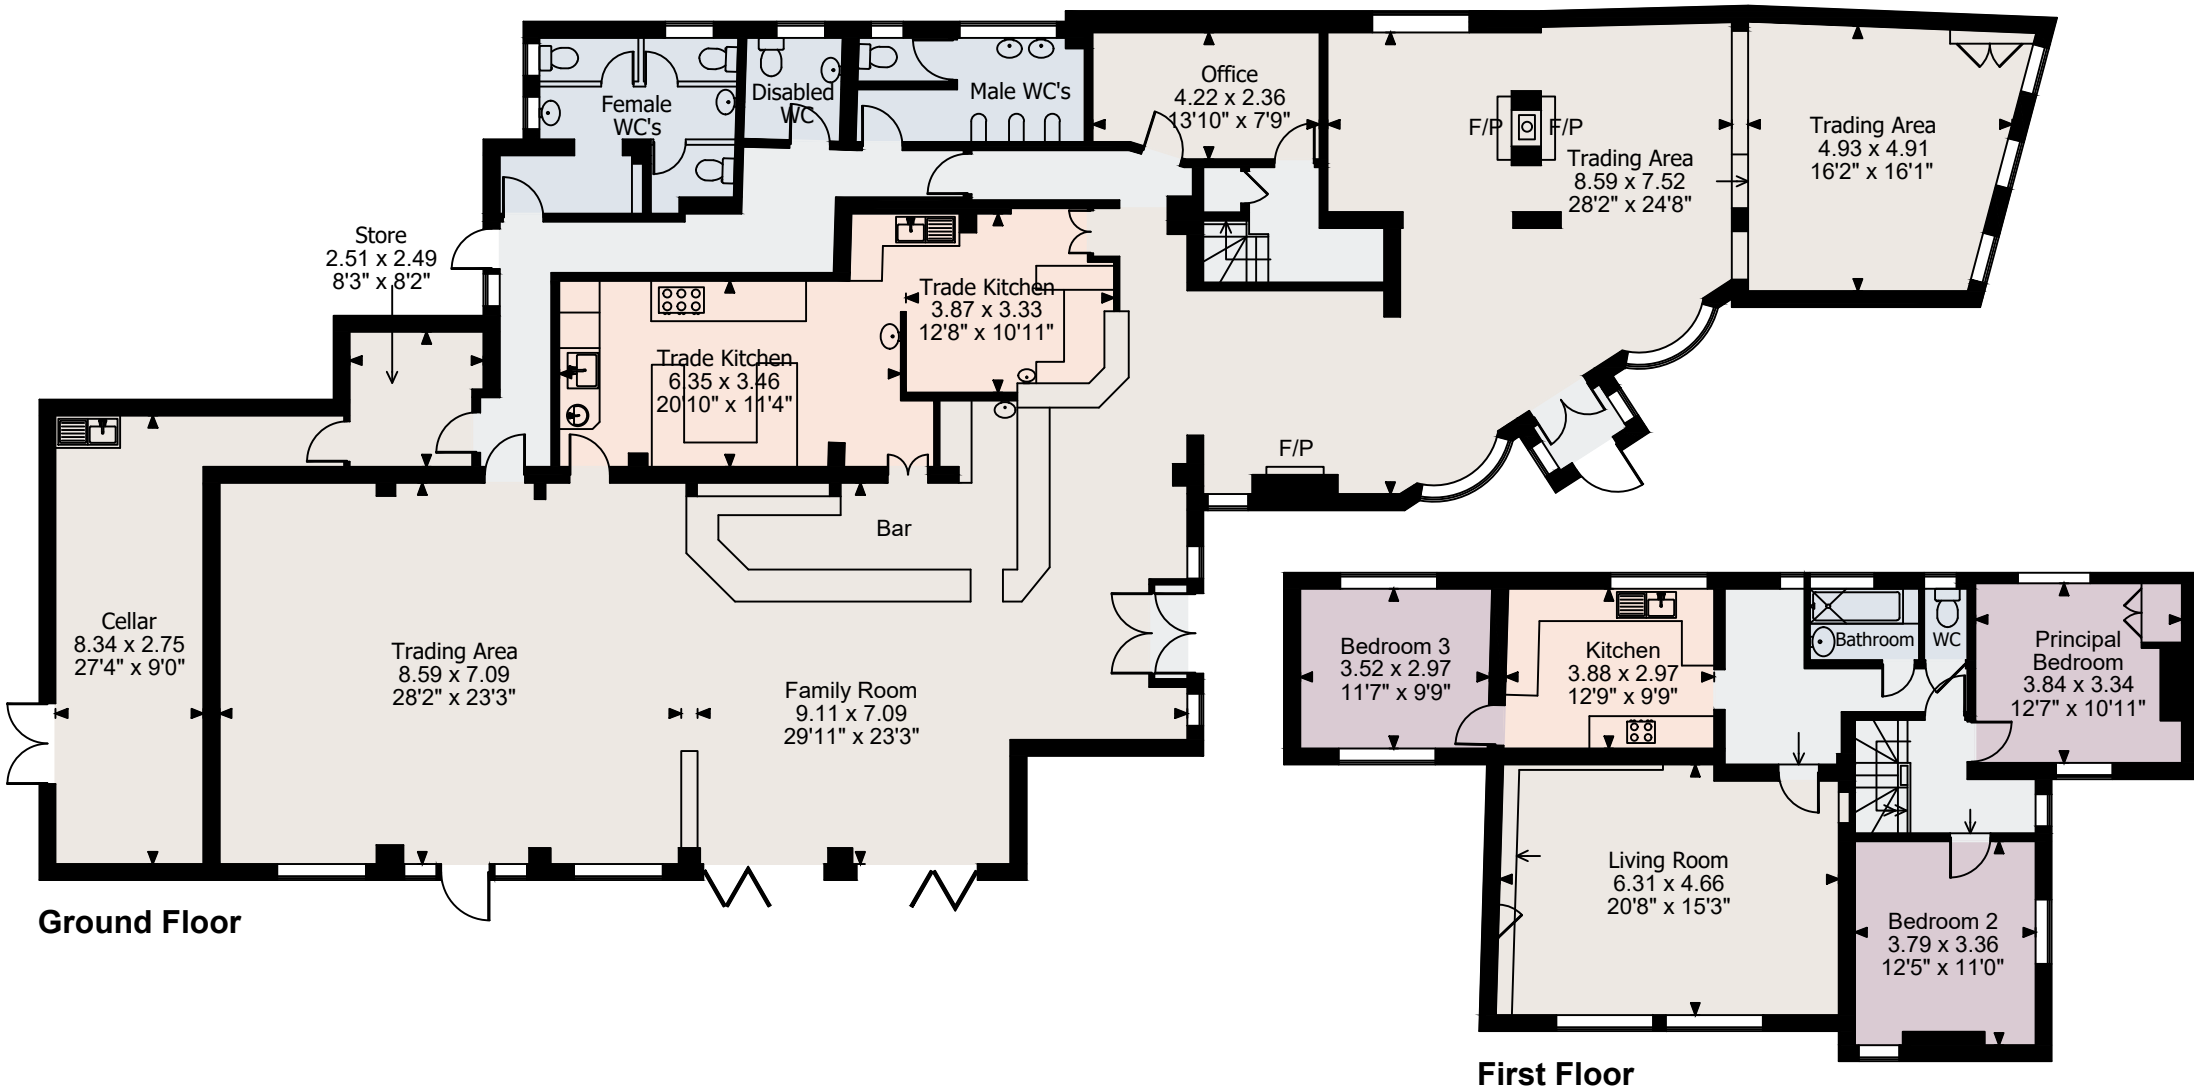 Female
WC's
Disabled
WC
Male WC's
Office
4.22 x 2.36
13'10" x 7'9"
F/P
F/P
Trading Area
8.59 x 7.52
28'2" x 24'8"
Trading Area
4.93 x 4.91
16'2" x 16'1"
Store
2.51 x 2.49
8'3" x 8'2"
Trade Kitchen
3.87 x 3.33
12'8" x 10'11"
Trade Kitchen
6.35 x 3.46
20'10" x 11'4"
F/P
Bar
Cellar
8.34 x 2.75
27'4" x 9'0"
Trading Area
8.59 x 7.09
28'2" x 23'3"
Family Room
9.11 x 7.09
29'11" x 23'3"
Ground Floor
Bedroom 3
3.52 x 2.97
11'7" x 9'9"
Kitchen
3.88 x 2.97
12'9" x 9'9"
Bathroom
WC
Principal
Bedroom
3.84 x 3.34
12'7" x 10'11"
Living Room
6.31 x 4.66
20'8" x 15'3"
Bedroom 2
3.79 x 3.36
12'5" x 11'0"
First Floor